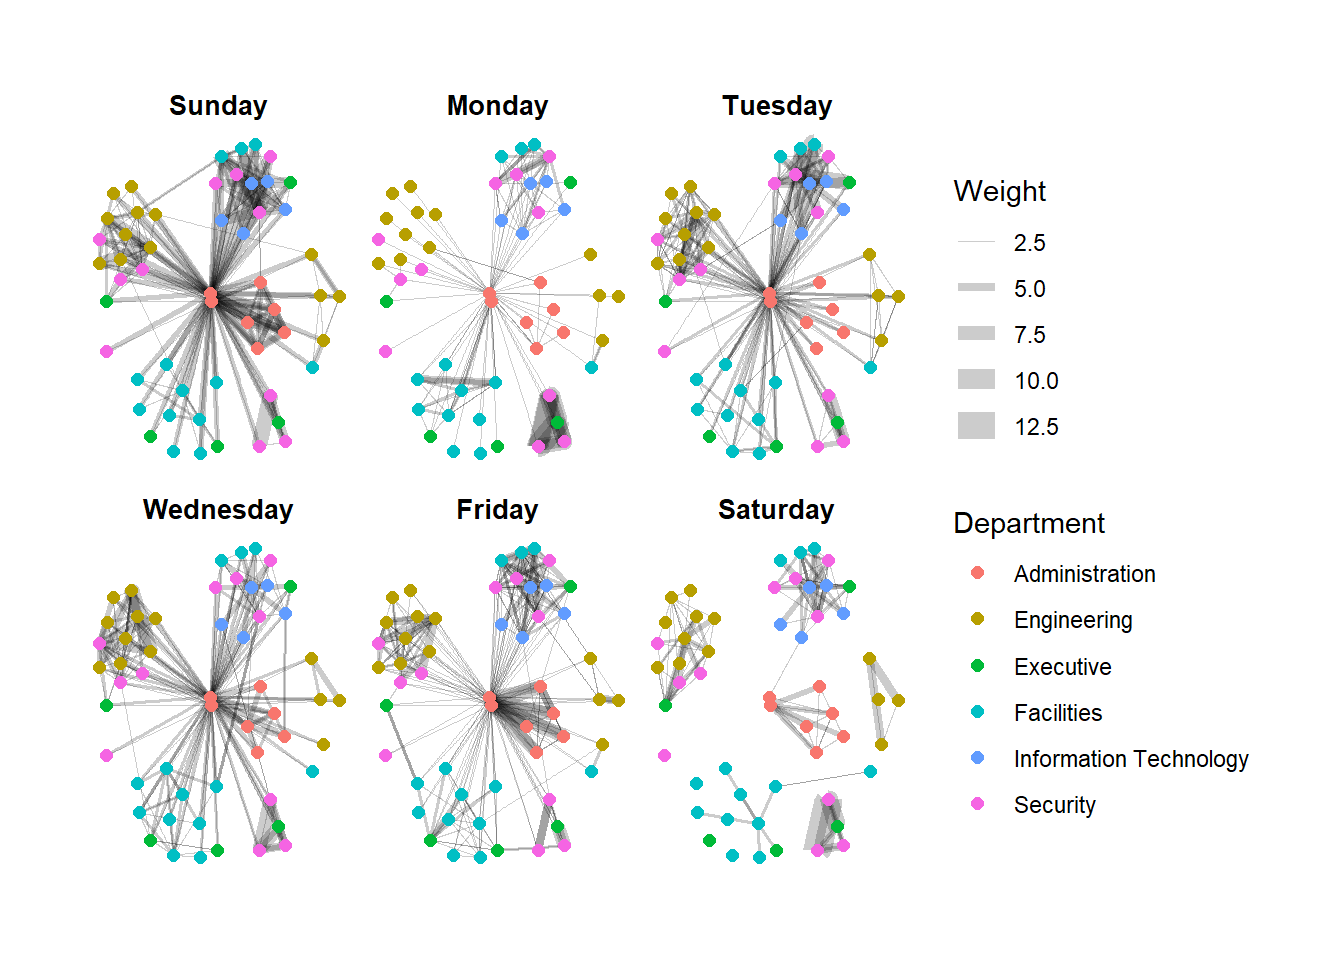 Sunday
Monday
Tuesday
Wednesday
Friday
Saturday
Weight
2.5
5.0
7.5
10.0
12.5
Department
Administration
Engineering
Executive
Facilities
Information Technology
Security